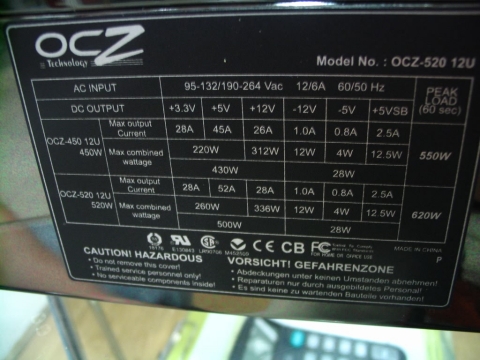 OCZ
Technology
Model No. : OCZ-520 12U
AC INPUT 95-132/190-264 Vac 12/6A 60/50 Hz PEAK LOAD (60 sec)
DC OUTPUT +3.3V +5V +12V -12V -5V +5VSB
OCZ-450 12U 450W Max output Current 28A 45A 26A 1.0A 0.8A 2.5A 550W
Max combined wattage 220W 312W 12W 4W 12.5W
430W 28W
OCZ-520 12U 520W Max output Current 28A 52A 28A 1.0A 0.8A 2.5A 620W
Max combined wattage 260W 336W 12W 4W 12.5W
500W 28W
CE CB FC
FOR HOME OR OFFICE USE
MADE IN CHINA
P
CAUTION! HAZARDOUS
• Do not remove this cover!
• Trained service personnel only!
• No serviceable components inside!
VORSICHT! GEFAHRENZONE
• Abdeckungen unter keinen Umständen abnehmen!
• Reparaturen nur durch ausgebildetes Personal!
• Es sind keine zu wartenden Bauteile vorhanden!